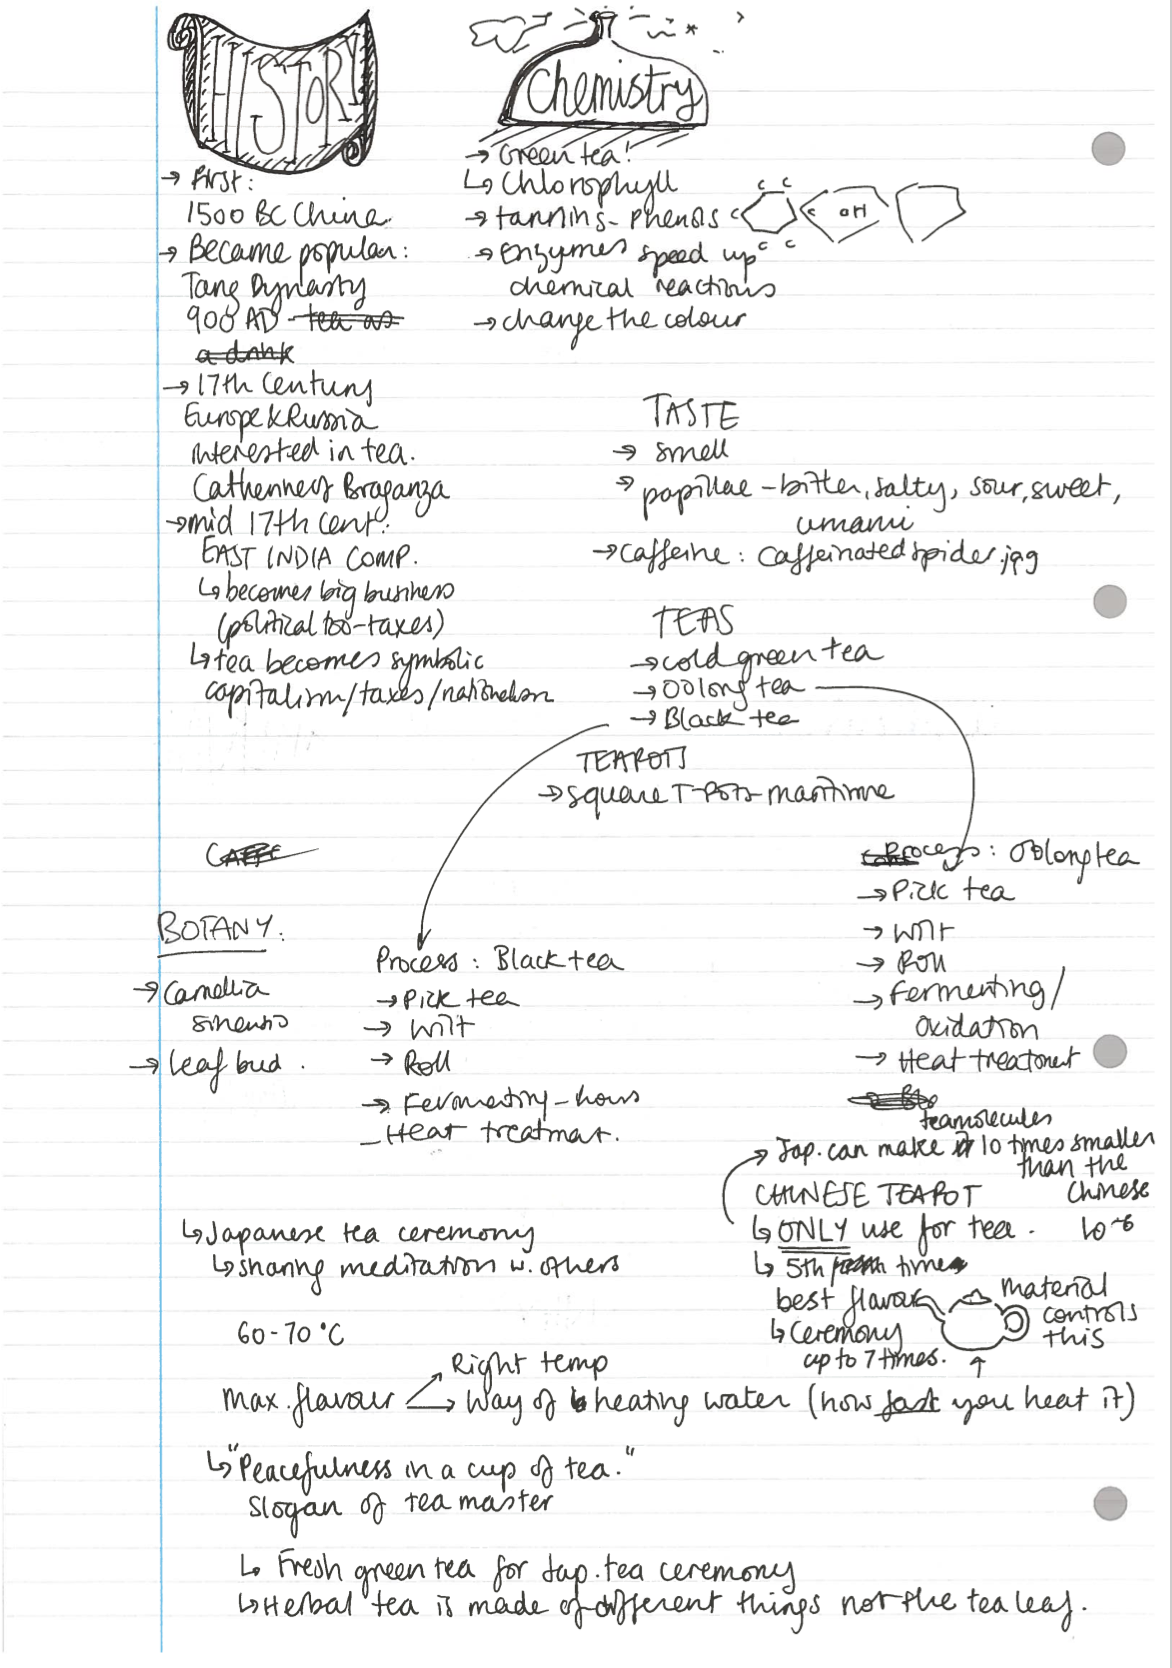 HISTORY
→ First:
1500 BC China
→ Became popular:
Tang Dynasty
900 AD - tea as
a drink
→ 17th Century
Europe & Russia
interested in tea.
Catherine of Braganza
→ mid 17th cent.
EAST INDIA COMP.
↳ becomes big business
(political too - taxes)
↳ tea becomes symbolic
capitalism/taxes/nationalism
Chemistry
→ Green tea!
↳ Chlorophyll
→ tannins - Phenols
C C C C OH C C
→ Enzymes speed up
chemical reactions
→ change the colour
TASTE
→ smell
→ papillae - bitter, salty, sour, sweet,
umami
→ caffeine: Caffeinatedspider.jpg
TEAS
→ cold green tea
→ Oolong tea
→ Black tea
TEAPOTS
→ square T-Pots - maritime
CAFFE
BOTANY:
→ Camellia
sinensis
→ leaf bud.
Process: Black tea
→ Pick tea
→ Wilt
→ Roll
→ Fermenting - hours
- Heat treatment.
Process: Oolong tea
→ Pick tea
→ Wilt
→ Roll
→ Fermenting/
Oxidation
→ Heat treatment
tea molecules
→ Jap. can make it 10 times smaller
than the
Chinese
10⁻⁶
CHINESE TEAPOT
↳ ONLY use for tea.
↳ 5th time
best flavour
↳ Ceremony
up to 7 times.
material
controls
this
↳ Japanese tea ceremony
↳ sharing meditation w. others
60-70 °C
Max. flavour
→ Right temp
→ Way of heating water (how fast you heat it)
↳ "Peacefulness in a cup of tea."
Slogan of tea master
↳ Fresh green tea for Jap. tea ceremony
↳ Herbal tea is made of different things not the tea leaf.